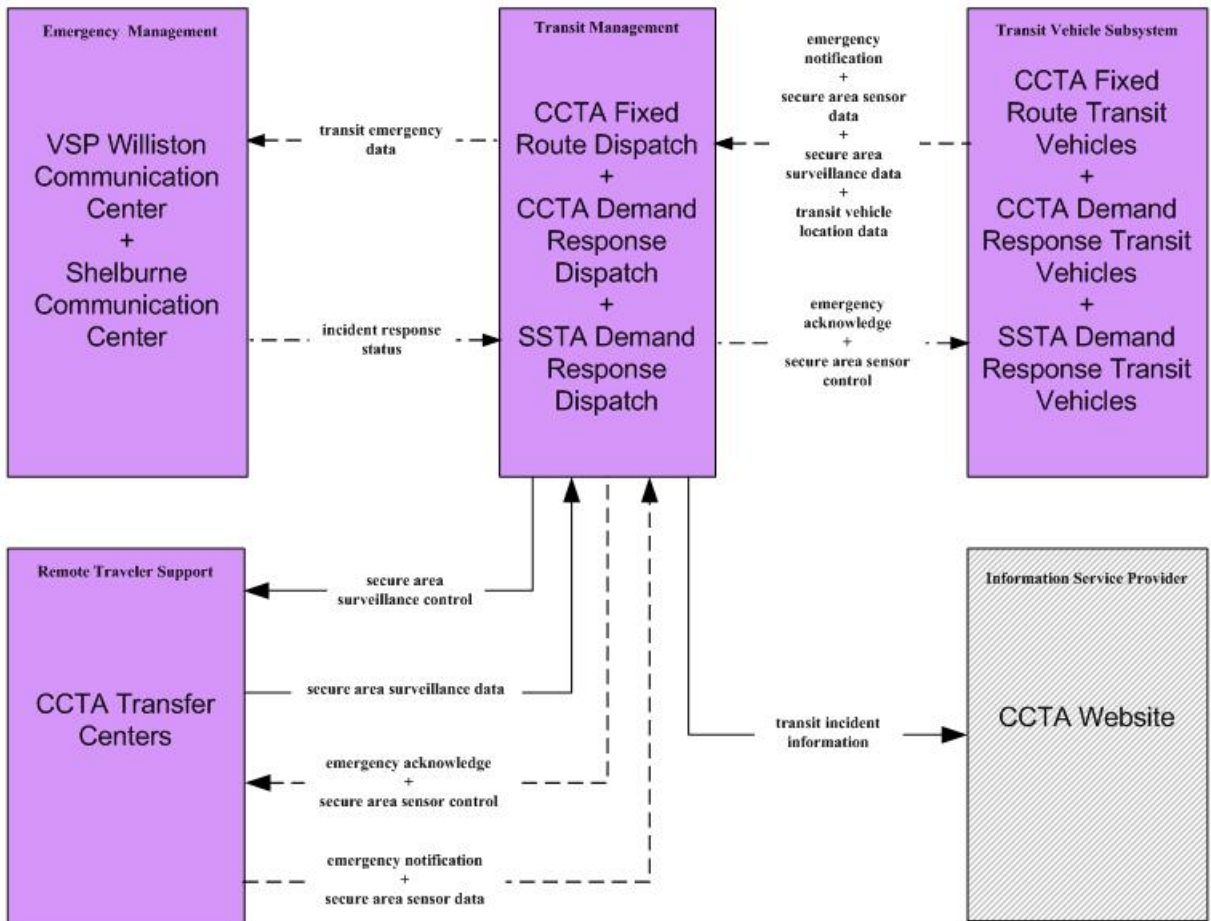 Emergency Management
VSP Williston
Communication
Center
+
Shelburne
Communication
Center
transit emergency
data
incident response
status
Transit Management
CCTA Fixed
Route Dispatch
+
CCTA Demand
Response
Dispatch
+
SSTA Demand
Response
Dispatch
emergency
notification
+
secure area sensor
data
+
secure area
surveillance data
+
transit vehicle
location data
emergency
acknowledge
+
secure area sensor
control
Transit Vehicle Subsystem
CCTA Fixed
Route Transit
Vehicles
+
CCTA Demand
Response Transit
Vehicles
+
SSTA Demand
Response Transit
Vehicles
Remote Traveler Support
CCTA Transfer
Centers
secure area
surveillance control
secure area surveillance data
emergency acknowledge
+
secure area sensor control
emergency notification
+
secure area sensor data
transit incident
information
Information Service Provider
CCTA Website